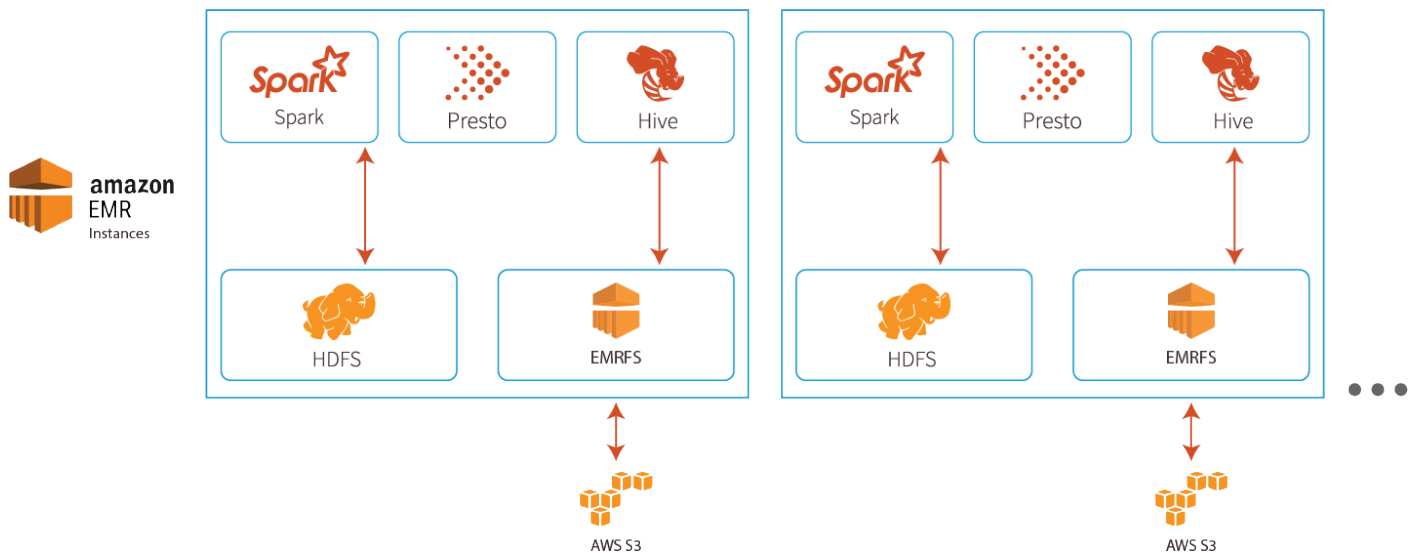 Spark
Spark
Presto
Hive
Spark
Spark
Presto
Hive
amazon
EMR
Instances
HDFS
EMRFS
HDFS
EMRFS
AWS S3
AWS S3